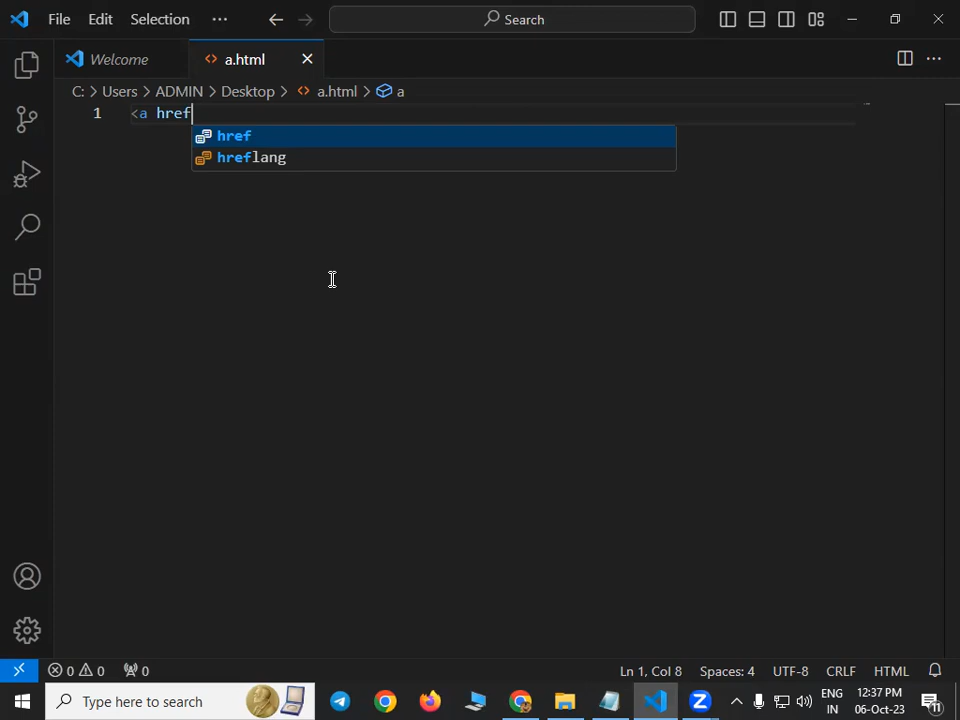 File Edit Selection ... Search
Welcome a.html
C: > Users > ADMIN > Desktop > a.html > a
1 <a href
href
hreflang
0 0 0 Ln 1, Col 8 Spaces: 4 UTF-8 CRLF HTML
Type here to search ENG IN 12:37 PM 06-Oct-23 11